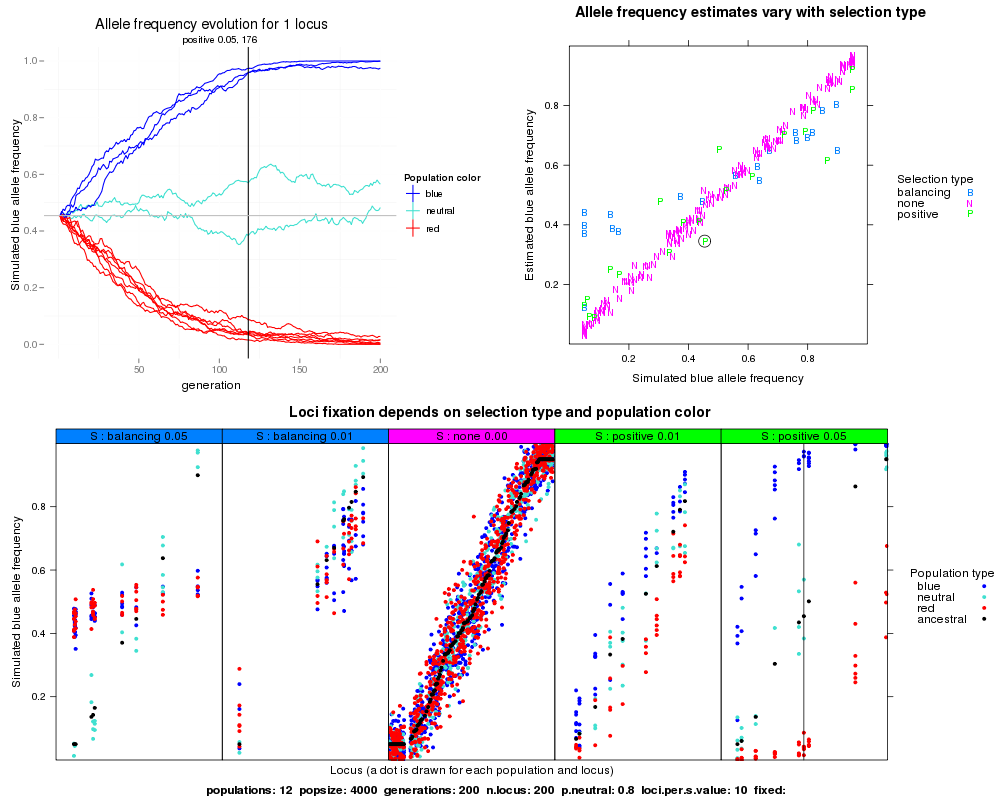 Allele frequency evolution for 1 locus
positive 0.05, 176
Simulated blue allele frequency
1.0
0.8
0.6
0.4
0.2
0.0
50
100
150
200
generation
Population color
blue
neutral
red
Allele frequency estimates vary with selection type
Estimated blue allele frequency
0.8
0.6
0.4
0.2
0.2
0.4
0.6
0.8
Simulated blue allele frequency
Selection type
balancing B
none N
positive P
Loci fixation depends on selection type and population color
S : balancing 0.05
S : balancing 0.01
S : none 0.00
S : positive 0.01
S : positive 0.05
Simulated blue allele frequency
0.8
0.6
0.4
0.2
Population type
blue
neutral
red
ancestral
Locus (a dot is drawn for each population and locus)
populations: 12 popsize: 4000 generations: 200 n.locus: 200 p.neutral: 0.8 loci.per.s.value: 10 fixed: